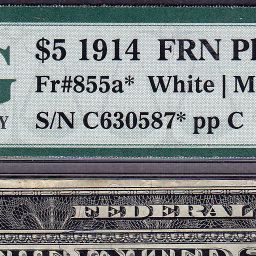 $5 1914 FRN
Fr#855a* White | M
S/N C630587* pp C
FEDERAL